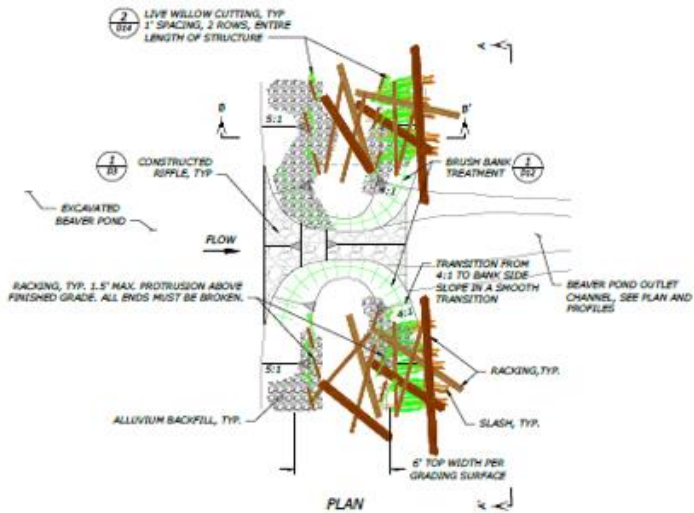 2
D14
LIVE WILLOW CUTTING, TYP
1' SPACING, 2 ROWS, ENTIRE
LENGTH OF STRUCTURE
A
A'
B
B'
5:1
1
D3
CONSTRUCTED
RIFFLE, TYP
BRUSH BANK
TREATMENT
1
D12
4:1
EXCAVATED
BEAVER POND
FLOW
TRANSITION FROM
4:1 TO BANK SIDE
SLOPE IN A SMOOTH
TRANSITION
RACKING, TYP. 1.5' MAX. PROTRUSION ABOVE
FINISHED GRADE. ALL ENDS MUST BE BROKEN.
BEAVER POND OUTLET
CHANNEL, SEE PLAN AND
PROFILES
4:1
5:1
RACKING,TYP.
ALLUVIUM BACKFILL, TYP.
SLASH, TYP.
6' TOP WIDTH PER
GRADING SURFACE
PLAN